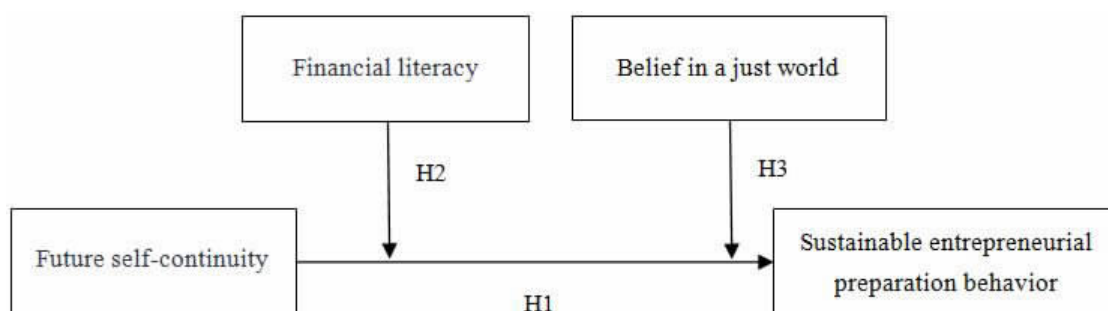 Financial literacy
Belief in a just world
H2
H3
Future self-continuity
Sustainable entrepreneurial
preparation behavior
H1